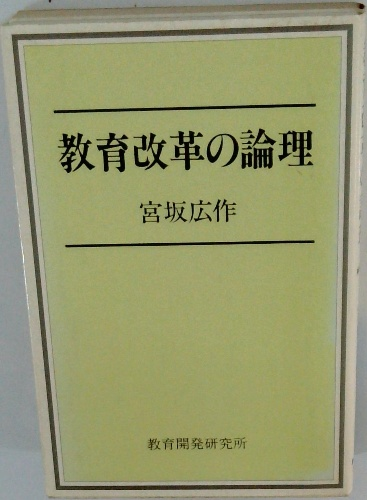 教育改革の論理
宮坂広作
教育開発研究所